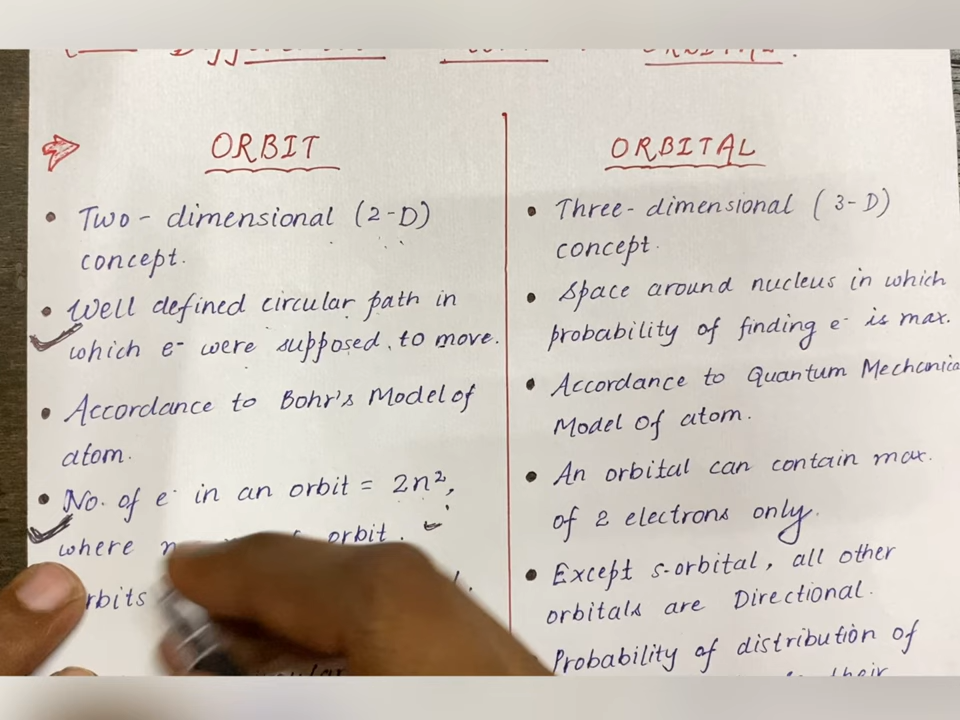 ORBIT
Two-dimensional (2-D)
concept.
Well defined circular path in
which e- were supposed to move.
Accordance to Bohr's Model of
atom.
No. of e- in an orbit = 2n²,
where n orbit.
ORBITAL
Three-dimensional (3-D)
concept.
Space around nucleus in which
probability of finding e- is max.
Accordance to Quantum Mechanica
Model of atom.
An orbital can contain max.
of 2 electrons only.
Except s-orbital, all other
orbitals are Directional.
Probability of distribution of
their